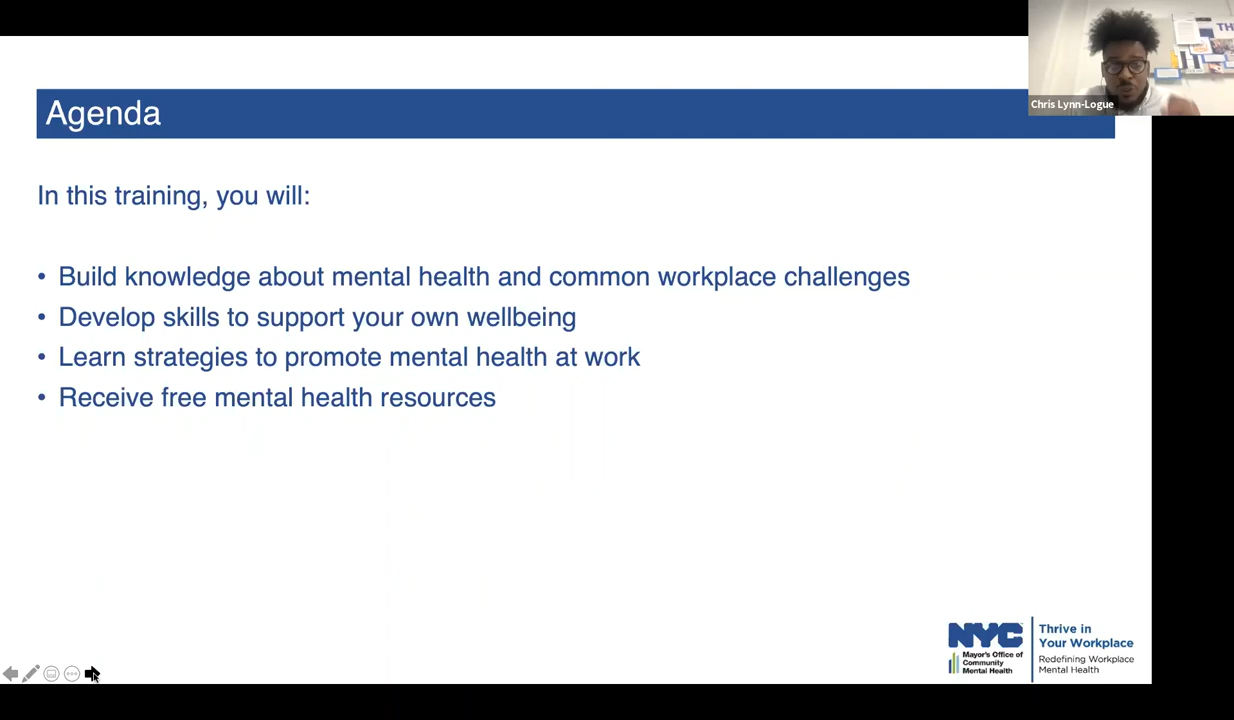 Agenda
TH
Chris Lynn-Logue
In this training, you will:
• Build knowledge about mental health and common workplace challenges
• Develop skills to support your own wellbeing
• Learn strategies to promote mental health at work
• Receive free mental health resources
NYC
Mayor's Office of
Community
Mental Health
Thrive in
Your Workplace
Redefining Workplace
Mental Health